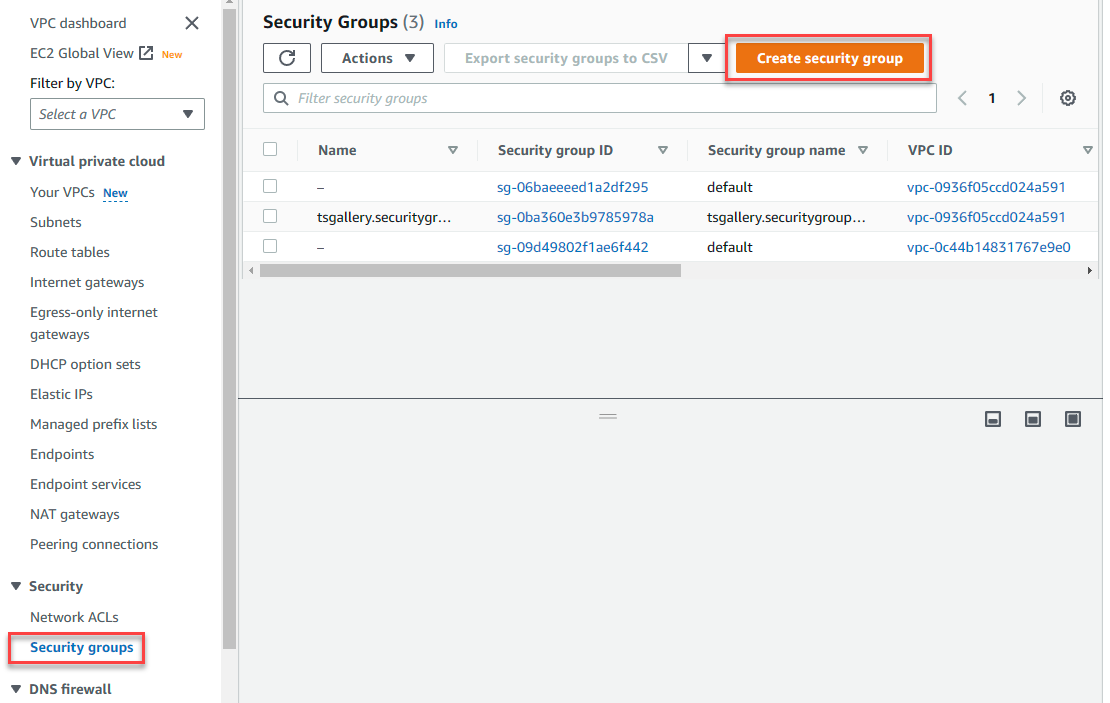 VPC dashboard
EC2 Global View New
Filter by VPC:
Select a VPC
Virtual private cloud
Your VPCs New
Subnets
Route tables
Internet gateways
Egress-only internet
gateways
DHCP option sets
Elastic IPs
Managed prefix lists
Endpoints
Endpoint services
NAT gateways
Peering connections
Security
Network ACLs
Security groups
DNS firewall
Security Groups (3) Info
Actions Export security groups to CSV Create security group
Filter security groups 1
Name Security group ID Security group name VPC ID
– sg-06baeeeed1a2df295 default vpc-0936f05ccd024a591
tsgallery.securitygr... sg-0ba360e3b9785978a tsgallery.securitygroup... vpc-0936f05ccd024a591
– sg-09d49802f1ae6f442 default vpc-0c44b14831767e9e0